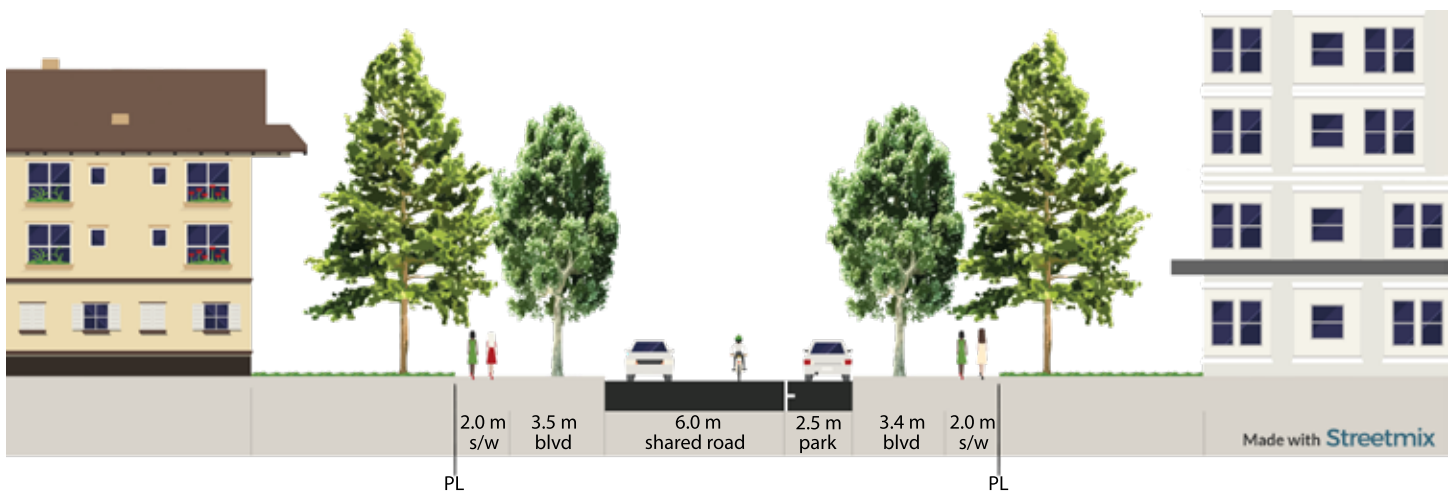 2.0 m
s/w
3.5 m
blvd
6.0 m
shared road
2.5 m
park
3.4 m
blvd
2.0 m
s/w
Made with Streetmix
PL
PL